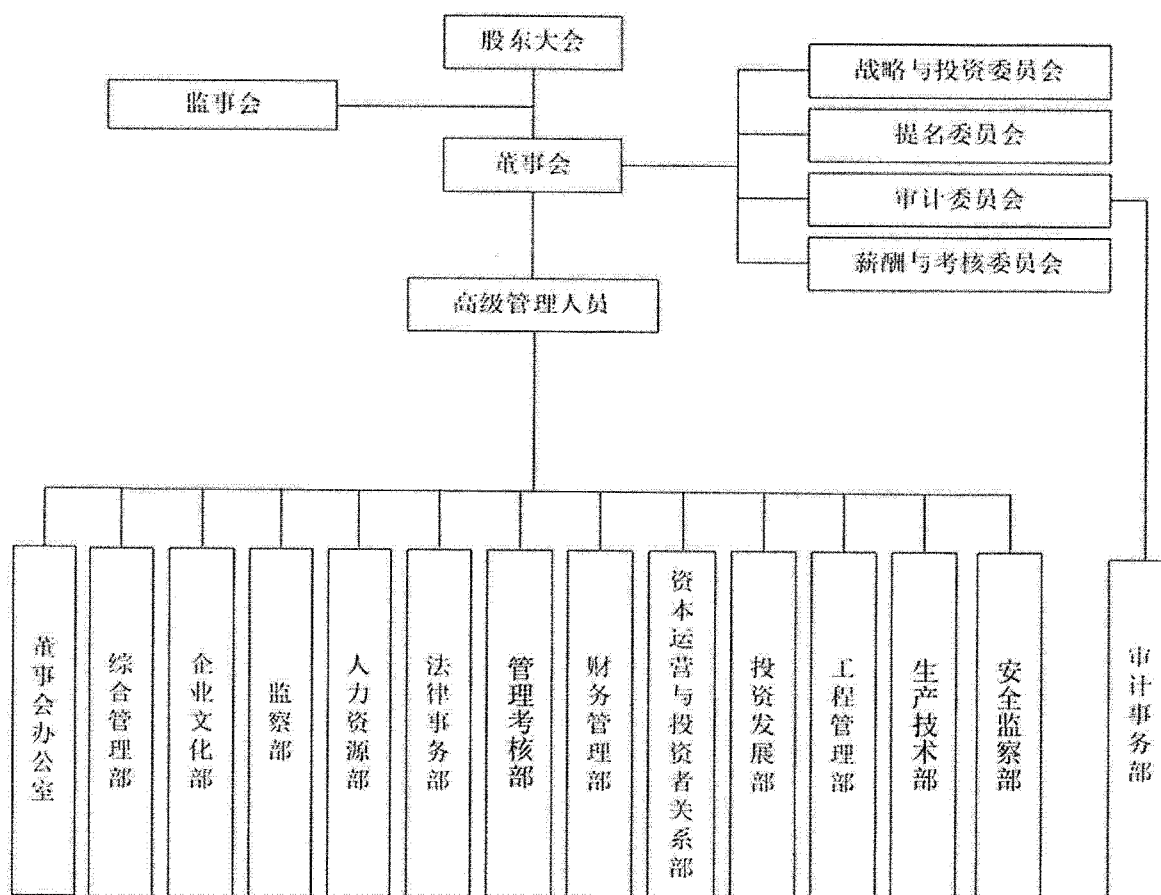 股东大会
战略与投资委员会
监事会
提名委员会
董事会
审计委员会
薪酬与考核委员会
高级管理人员
董事会办公室
综合管理部
企业文化部
监察部
人力资源部
法律事务部
管理考核部
财务管理部
资本运营与投资者关系部
投资发展部
工程管理部
生产技术部
安全监察部
审计事务部